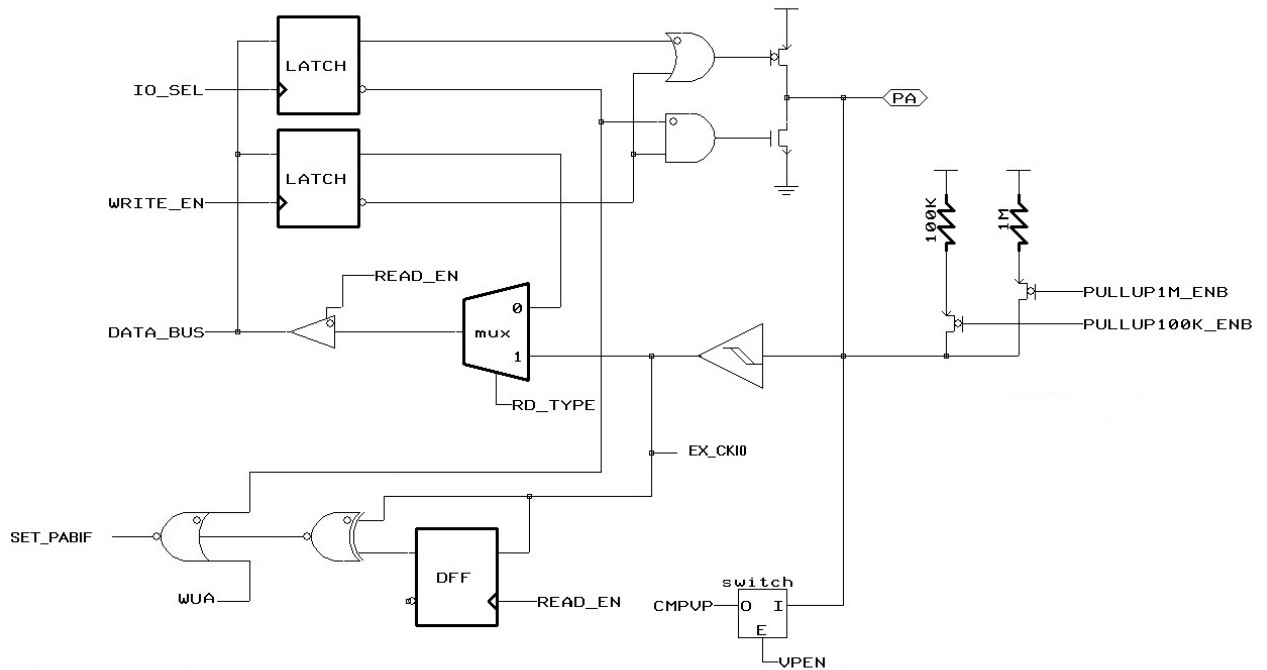 LATCH
IO_SEL
PA
LATCH
WRITE_EN
100K
1M
READ_EN
PULLUP1M_ENB
0
DATA_BUS
mux
PULLUP100K_ENB
1
RD_TYPE
EX_CKI0
SET_PABIF
DFF
switch
WUA
READ_EN
CMPVP
O I
E
VPEN